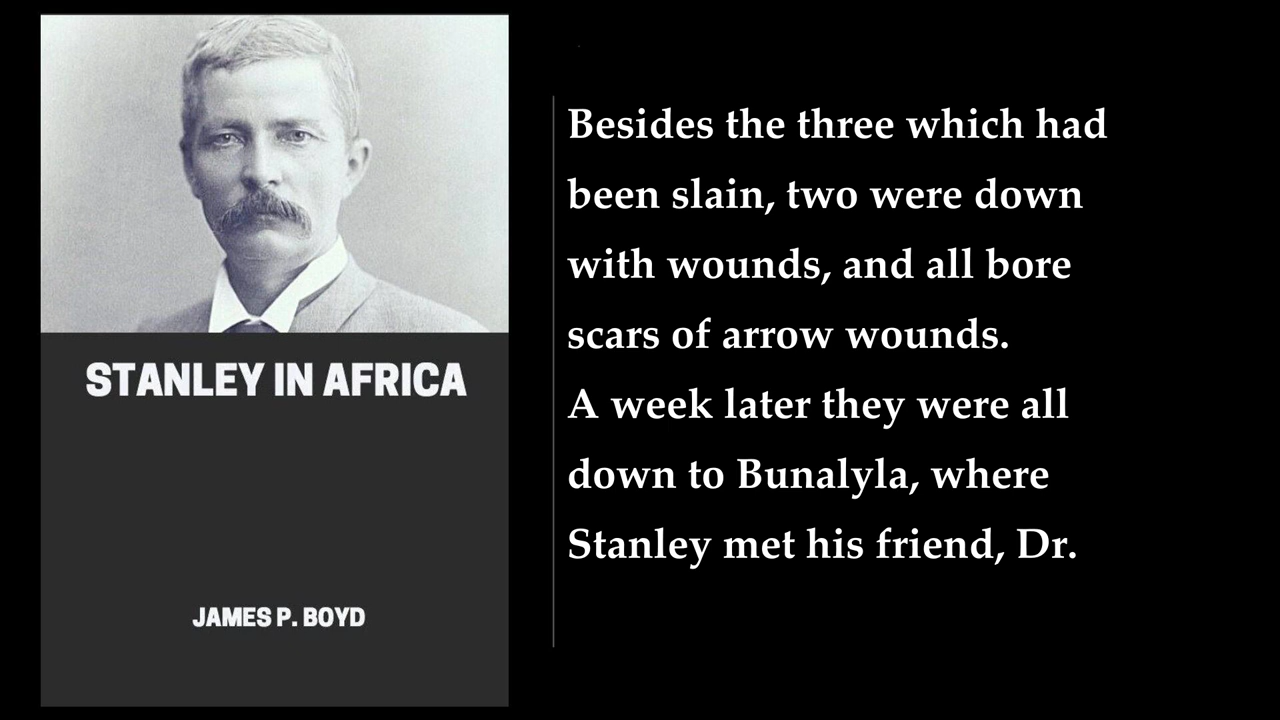 STANLEY IN AFRICA
JAMES P. BOYD
Besides the three which had
been slain, two were down
with wounds, and all bore
scars of arrow wounds.
A week later they were all
down to Bunalyla, where
Stanley met his friend, Dr.